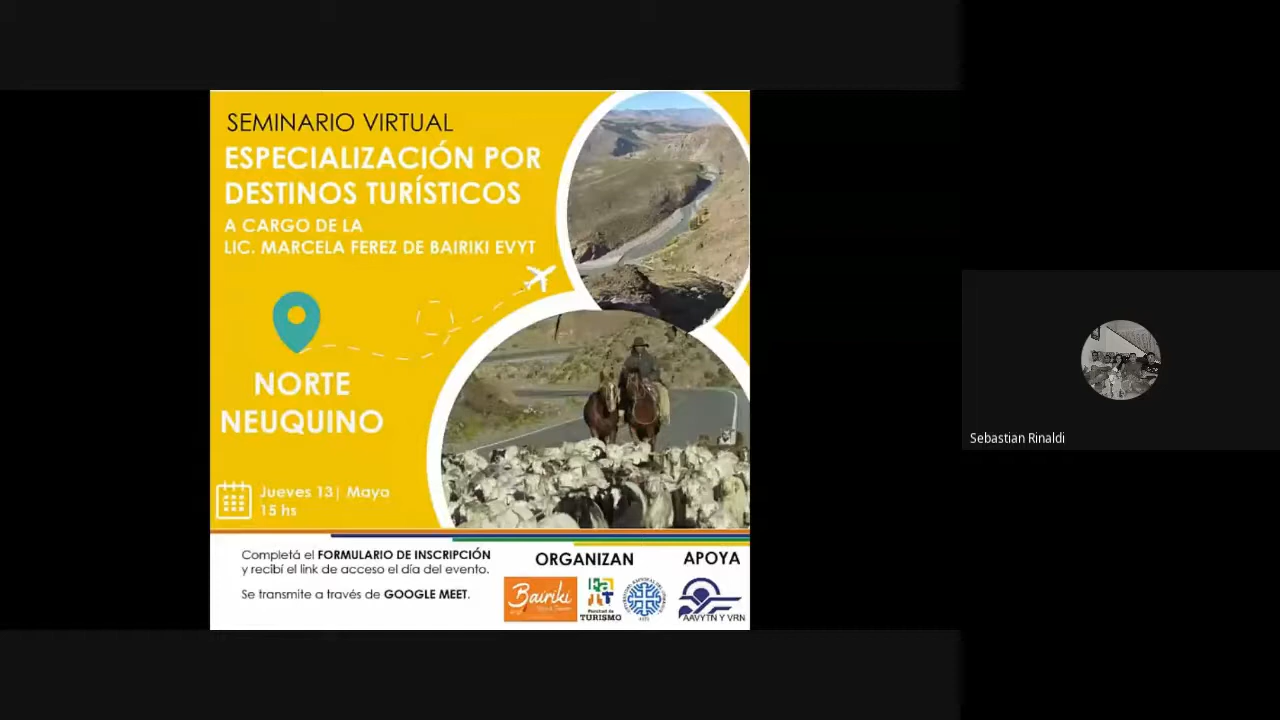 SEMINARIO VIRTUAL
ESPECIALIZACIÓN POR
DESTINOS TURÍSTICOS
A CARGO DE LA
LIC. MARCELA FEREZ DE BAIRIKI EVYT
NORTE
NEUQUINO
Jueves 13| Mayo
15 hs
Completá el FORMULARIO DE INSCRIPCIÓN
y recibí el link de acceso el día del evento.
Se transmite a través de GOOGLE MEET.
ORGANIZAN
Bairiki
Facultad de
TURISMO
APOYA
AAVYTN Y VRN
Sebastian Rinaldi